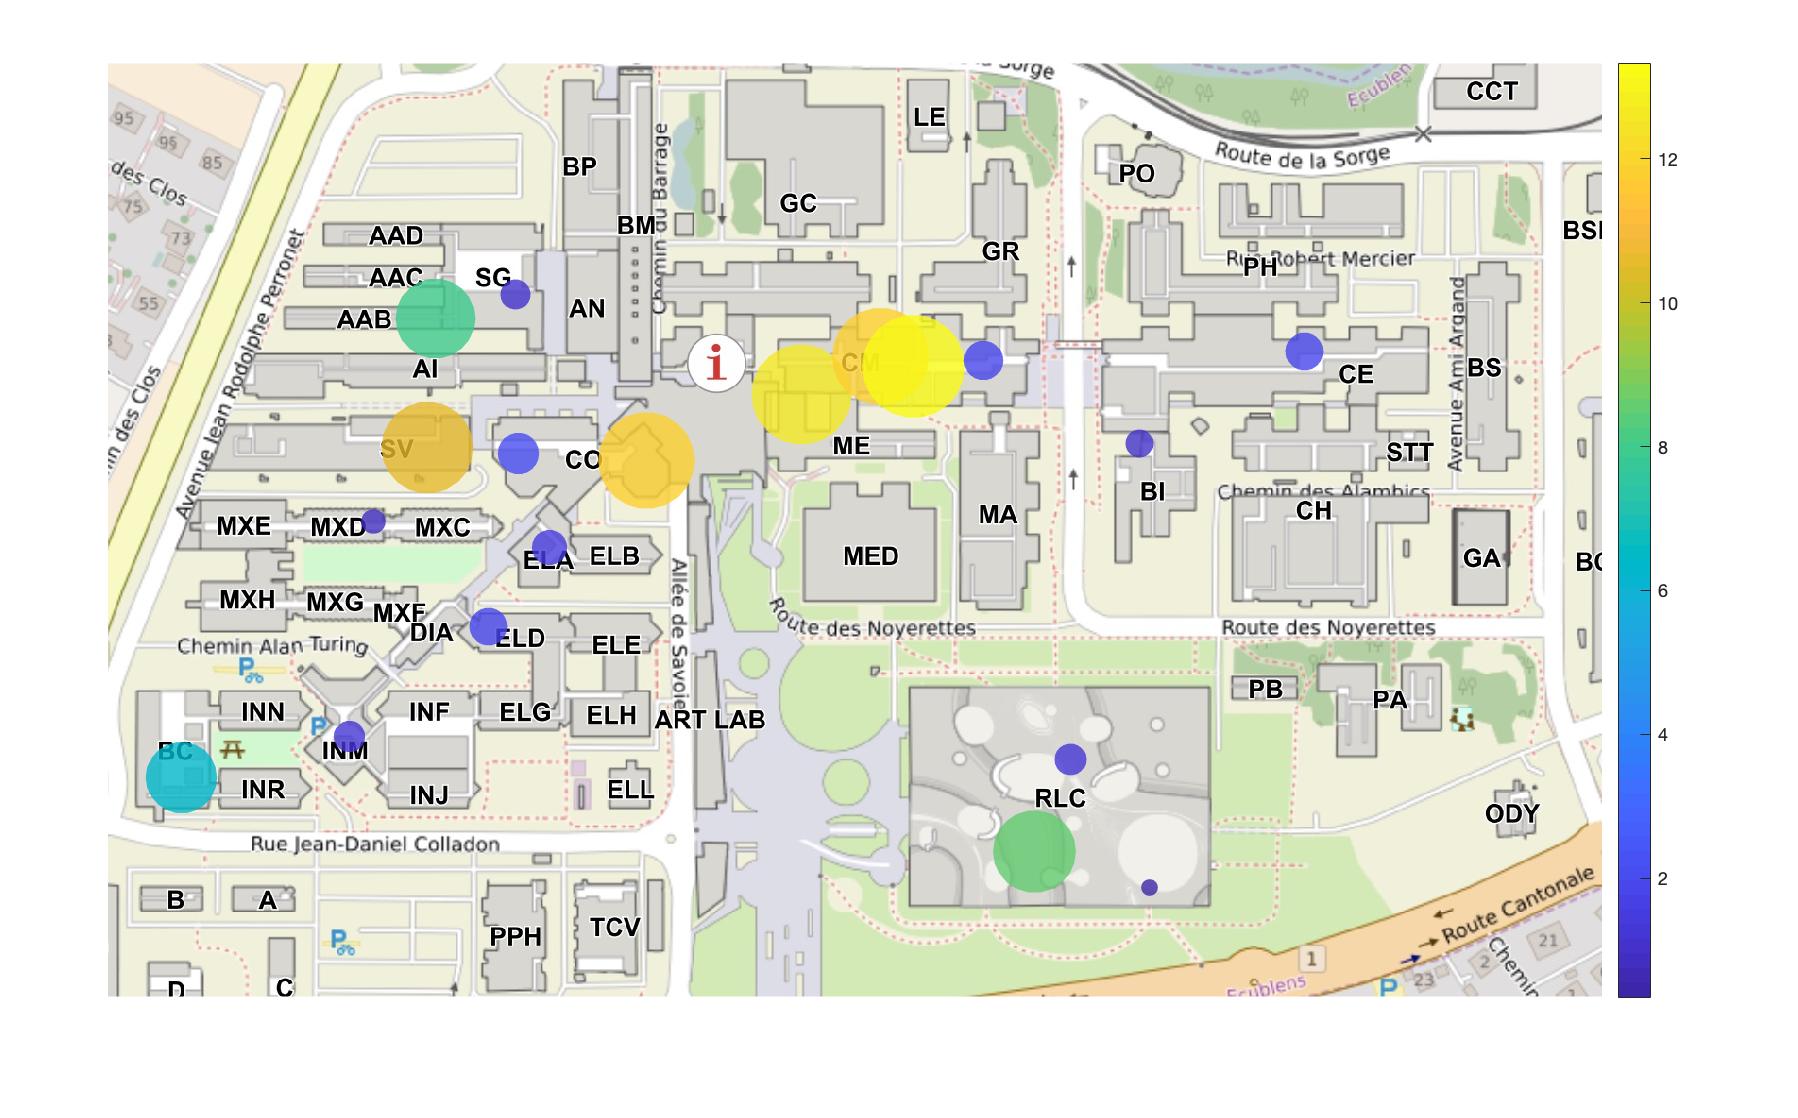 la Sorge
Ecublen
CCT
95
LE
95
85
BP
Route de la Sorge
des Clos
PO
75
GC
Chemin du Barrage
BM
BSI
AAD
73
GR
Rue Robert Mercier
PH
AAC
SG
55
AN
AAB
Avenue Jean Rodolphe Perronet
i
CM
AI
CE
BS
Avenue Ami Argand
in des Clos
ME
SV
CO
STT
BI
Chemin des Alambics
CH
MA
MXE
MXD
MXC
ELA
ELB
MED
GA
BC
MXH
MXG
MXF
DIA
ELD
ELE
Allée de Savoie
Route des Noyerettes
Route des Noyerettes
Chemin Alan Turing
P
PB
PA
INN
INF
ELG
ELH
ART LAB
P
BC
INM
INR
INJ
ELL
RLC
ODY
Rue Jean-Daniel Colladon
B
A
PPH
TCV
P
D
C
Route Cantonale
1
21
2
23
Chemin
Ecublens
P
1
12
10
8
6
4
2